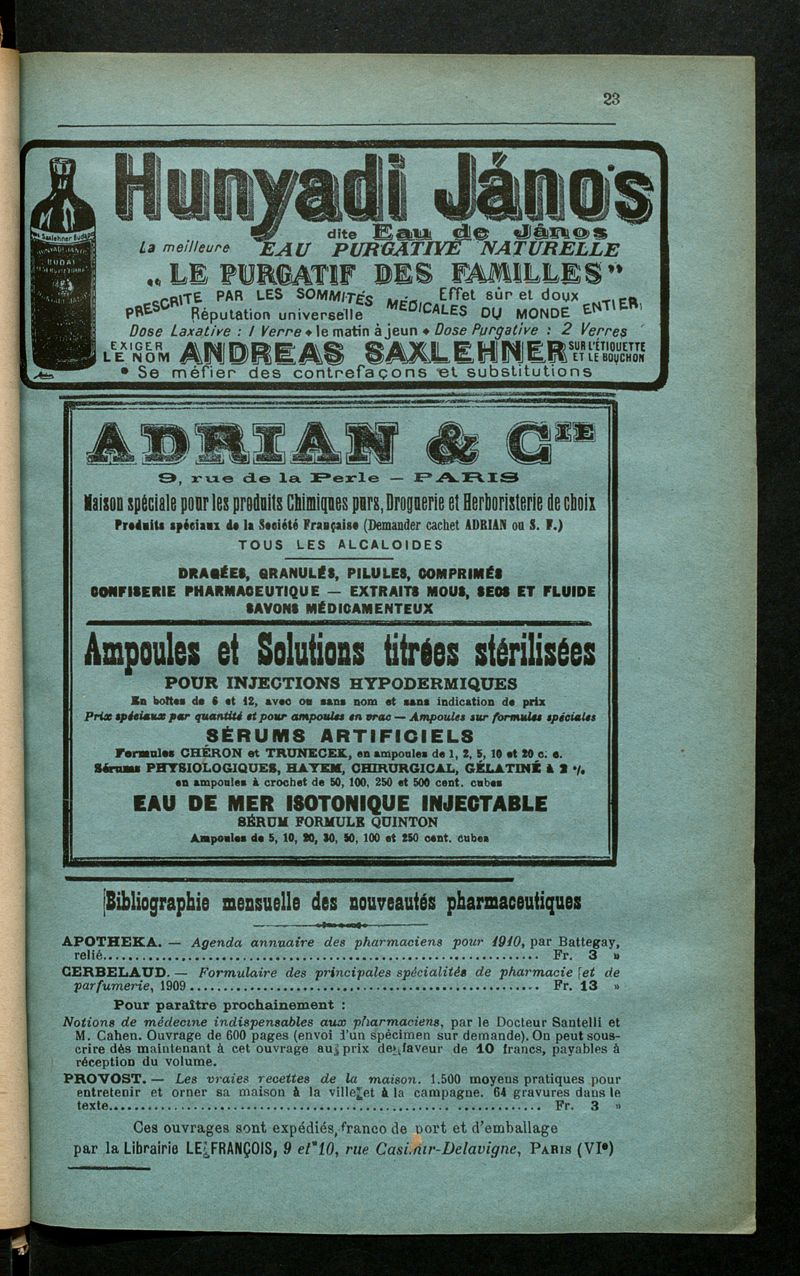 23
Hunyadi János
dite Eau de János
La meilleure EAU PURGATIVE NATURELLE
„LE PURGATIF DES FAMILLES”
PRESCRITE PAR LES SOMMITÉS MÉDICALES DU MONDE ENTIER,
Effet sûr et doux
Réputation universelle
Dose Laxative : 1 Verre le matin à jeun Dose Purgative : 2 Verres
EXIGER LE NOM ANDREAS SAXLEHNER SUR L'ÉTIQUETTE ET LE BOUCHON
Se méfier des contrefaçons et substitutions
Saxlehner Budapest
ADRIAN & CIE
9, rue de la Perle — PARIS
Maison spéciale pour les produits Chimiques purs, Droguerie et Herboristerie de choix
Produits spéciaux de la Société Française (Demander cachet ADRIAN ou S. F.)
TOUS LES ALCALOIDES
DRAGÉES, GRANULÉS, PILULES, COMPRIMÉS
CONFISERIE PHARMACEUTIQUE — EXTRAITS MOUS, SECS ET FLUIDE
SAVONS MÉDICAMENTEUX
Ampoules et Solutions titrées stérilisées
POUR INJECTIONS HYPODERMIQUES
En boîtes de 6 et 12, avec ou sans nom et sans indication de prix
Prix spéciaux par quantité et pour ampoules en vrac — Ampoules sur formules spéciales
SÉRUMS ARTIFICIELS
Formules CHÉRON et TRUNECEK, en ampoules de 1, 2, 5, 10 et 20 c. c.
Sérums PHYSIOLOGIQUES, HAYEM, CHIRURGICAL, GÉLATINÉ à 2 %
en ampoules à crochet de 50, 100, 250 et 500 cent. cubes
EAU DE MER ISOTONIQUE INJECTABLE
SÉRUM FORMULE QUINTON
Ampoules de 5, 10, 20, 30, 50, 100 et 250 cent. cubes
Bibliographie mensuelle des nouveautés pharmaceutiques
APOTHEKA. — Agenda annuaire des pharmaciens pour 1910, par Battegay,
relié.......... Fr. 3 »
CERBELAUD. — Formulaire des principales spécialités de pharmacie et de
parfumerie, 1909.......... Fr. 13 »
Pour paraître prochainement :
Notions de médecine indispensables aux pharmaciens, par le Docteur Santelli et
M. Cahen. Ouvrage de 600 pages (envoi d'un spécimen sur demande). On peut sous-
crire dès maintenant à cet ouvrage au prix de faveur de 10 francs, payables à
réception du volume.
PROVOST. — Les vraies recettes de la maison. 1.500 moyens pratiques pour
entretenir et orner sa maison à la ville et à la campagne. 64 gravures dans le
texte.......... Fr. 3 »
Ces ouvrages sont expédiés, franco de port et d'emballage
par la Librairie LE FRANÇOIS, 9 et 10, rue Casimir-Delavigne, PARIS (VIe)